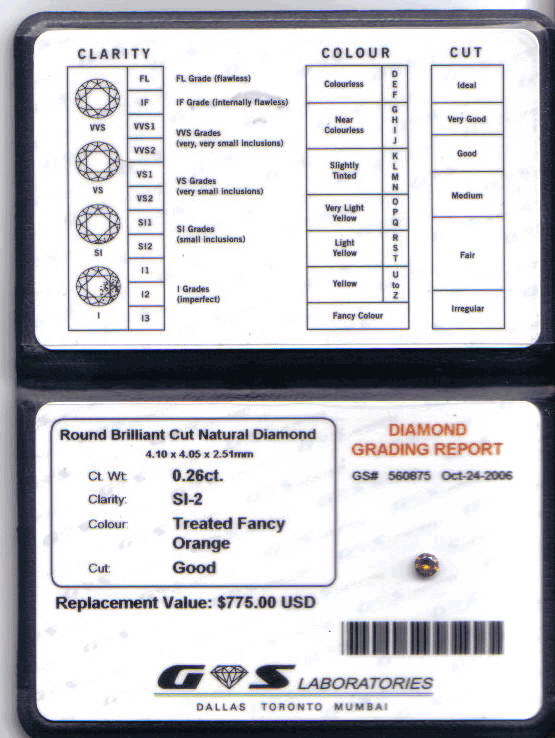 CLARITY
COLOUR
CUT
FL
IF
VVS1
VVS2
VS1
VS2
SI1
SI2
I1
I2
I3
VVS
VS
SI
I
FL Grade (flawless)
IF Grade (internally flawless)
VVS Grades
(very, very small inclusions)
VS Grades
(very small inclusions)
SI Grades
(small inclusions)
I Grades
(imperfect)
Colourless
D
E
F
Near
Colourless
G
H
I
J
Slightly
Tinted
K
L
M
N
Very Light
Yellow
O
P
Q
Light
Yellow
R
S
T
Yellow
U
to
Z
Fancy Colour
Ideal
Very Good
Good
Medium
Fair
Irregular
Round Brilliant Cut Natural Diamond
4.10 x 4.05 x 2.51mm
Ct. Wt: 0.26ct.
Clarity: SI-2
Colour: Treated Fancy
Orange
Cut: Good
Replacement Value: $775.00 USD
DIAMOND
GRADING REPORT
GS# 560875 Oct-24-2006
GS LABORATORIES
DALLAS TORONTO MUMBAI